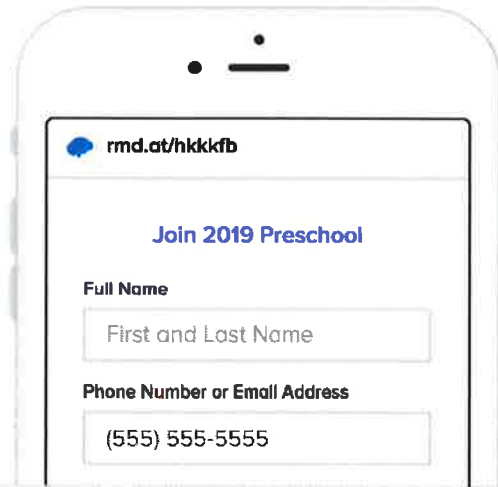 rmd.at/hkkkfb
Join 2019 Preschool
Full Name
First and Last Name
Phone Number or Email Address
(555) 555-5555